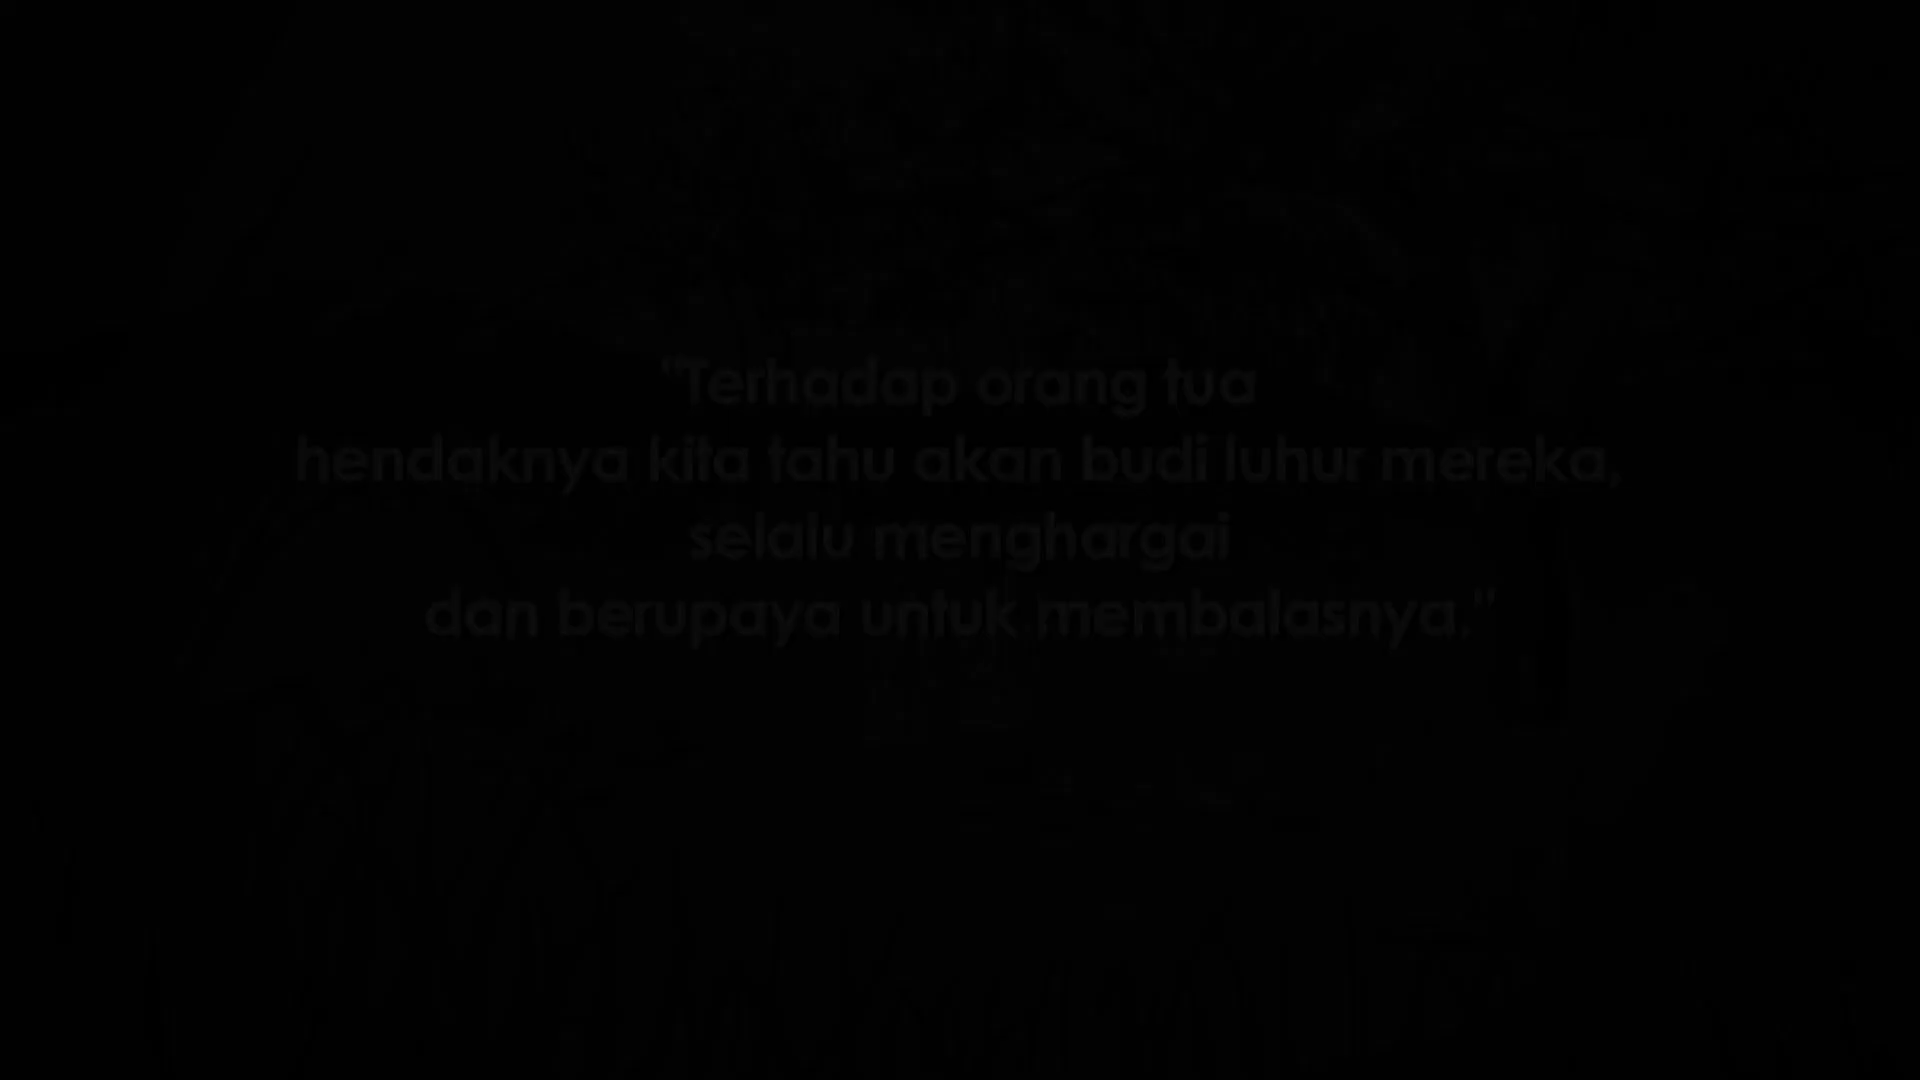 "Terhadap orang tua
hendaknya kita tahu akan budi luhur mereka,
selalu menghargai
dan berupaya untuk membalasnya."